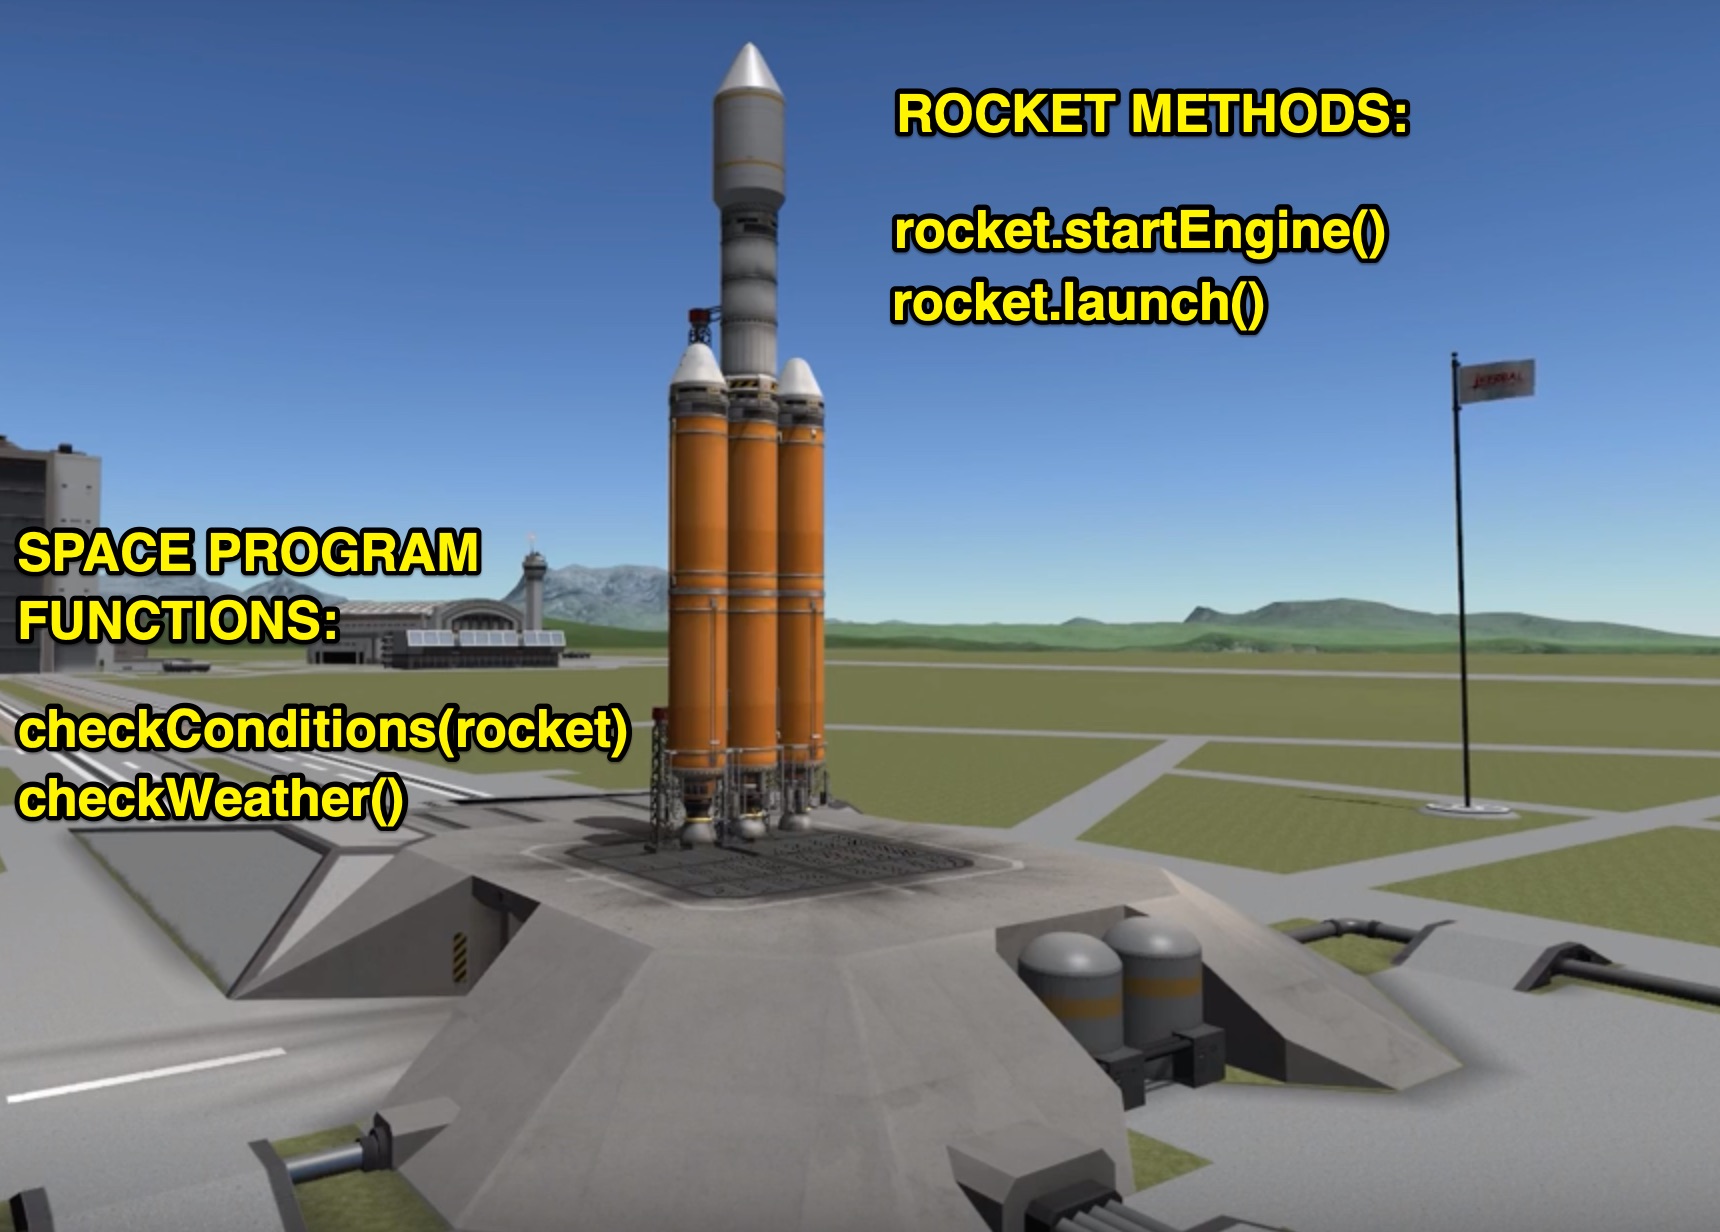 ROCKET METHODS:
rocket.startEngine()
rocket.launch()
SPACE PROGRAM
FUNCTIONS:
checkConditions(rocket)
checkWeather()